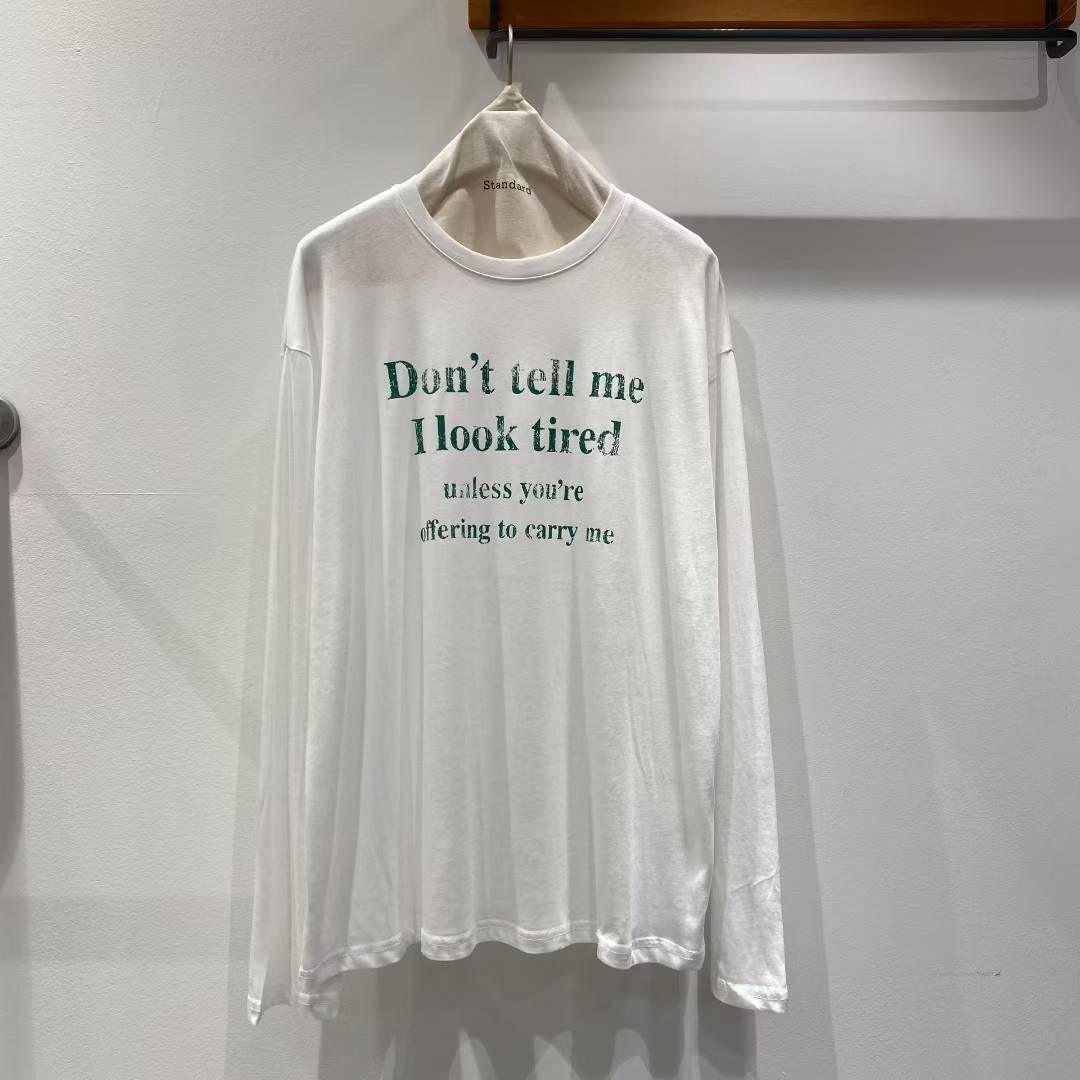 Standard
Don't tell me
I look tired
unless you're
offering to carry me